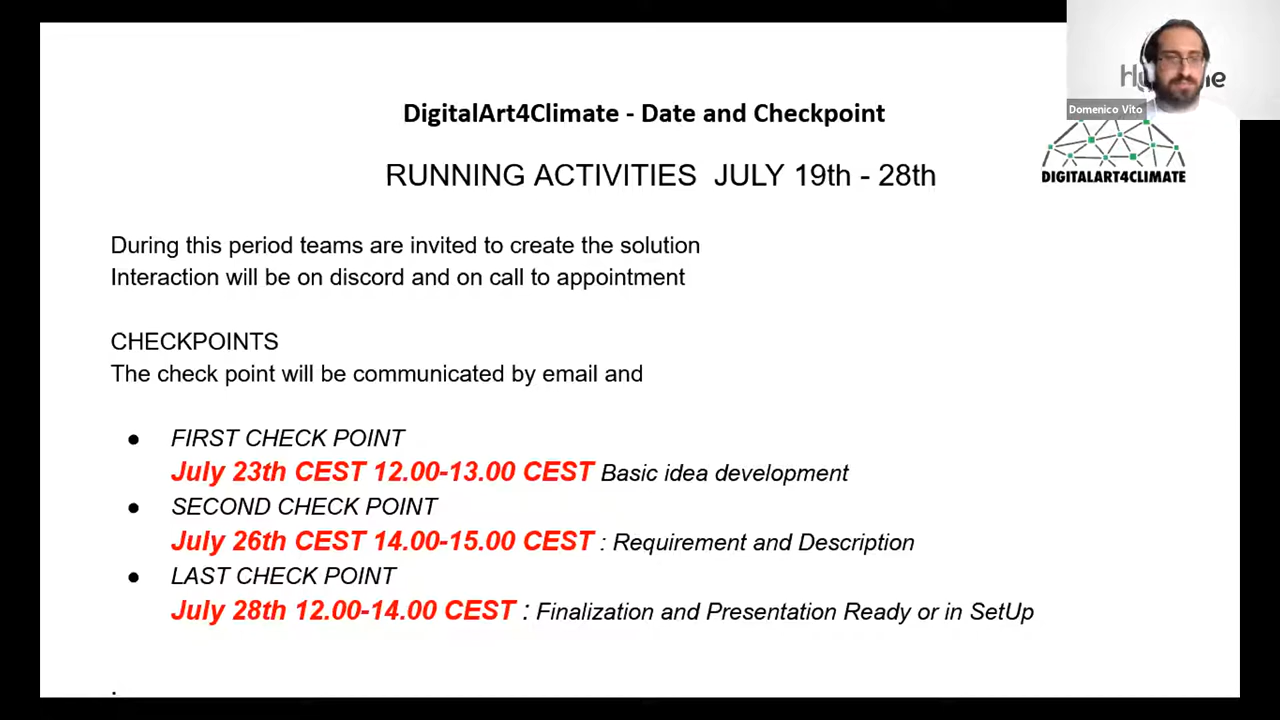 DigitalArt4Climate - Date and Checkpoint
RUNNING ACTIVITIES JULY 19th - 28th
Domenico Vito
DIGITALART4CLIMATE
During this period teams are invited to create the solution
Interaction will be on discord and on call to appointment
CHECKPOINTS
The check point will be communicated by email and
● FIRST CHECK POINT
July 23th CEST 12.00-13.00 CEST Basic idea development
● SECOND CHECK POINT
July 26th CEST 14.00-15.00 CEST : Requirement and Description
● LAST CHECK POINT
July 28th 12.00-14.00 CEST : Finalization and Presentation Ready or in SetUp
.